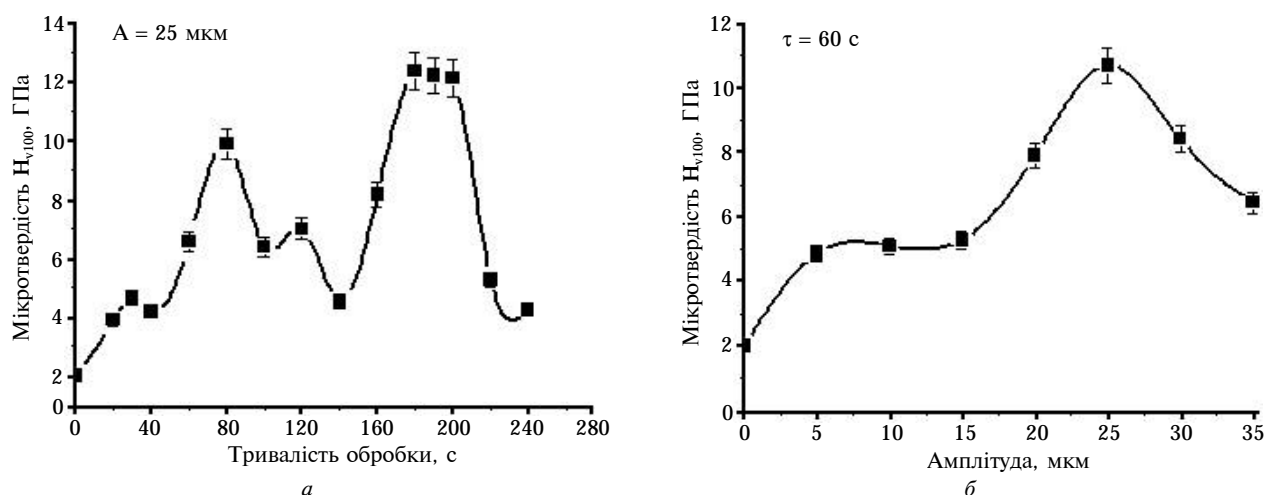 A = 25 мкм
Мікротвердість H_v100, ГПа
14
12
10
8
6
4
2
0
0 40 80 120 160 200 240 280
Тривалість обробки, с
а
τ = 60 с
Мікротвердість H_v100, ГПа
12
10
8
6
4
2
0
0 5 10 15 20 25 30 35
Амплітуда, мкм
б